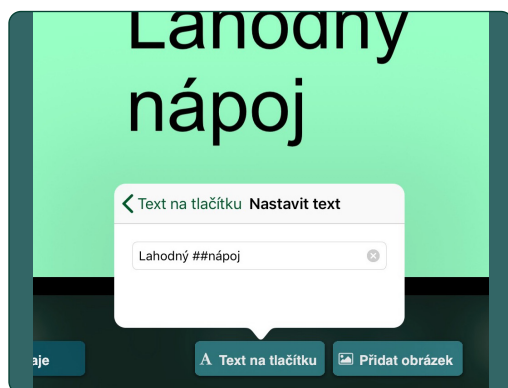 Lahodný
nápoj
Text na tlačítku Nastavit text
Lahodný ##nápoj
aje Text na tlačítku Přidat obrázek